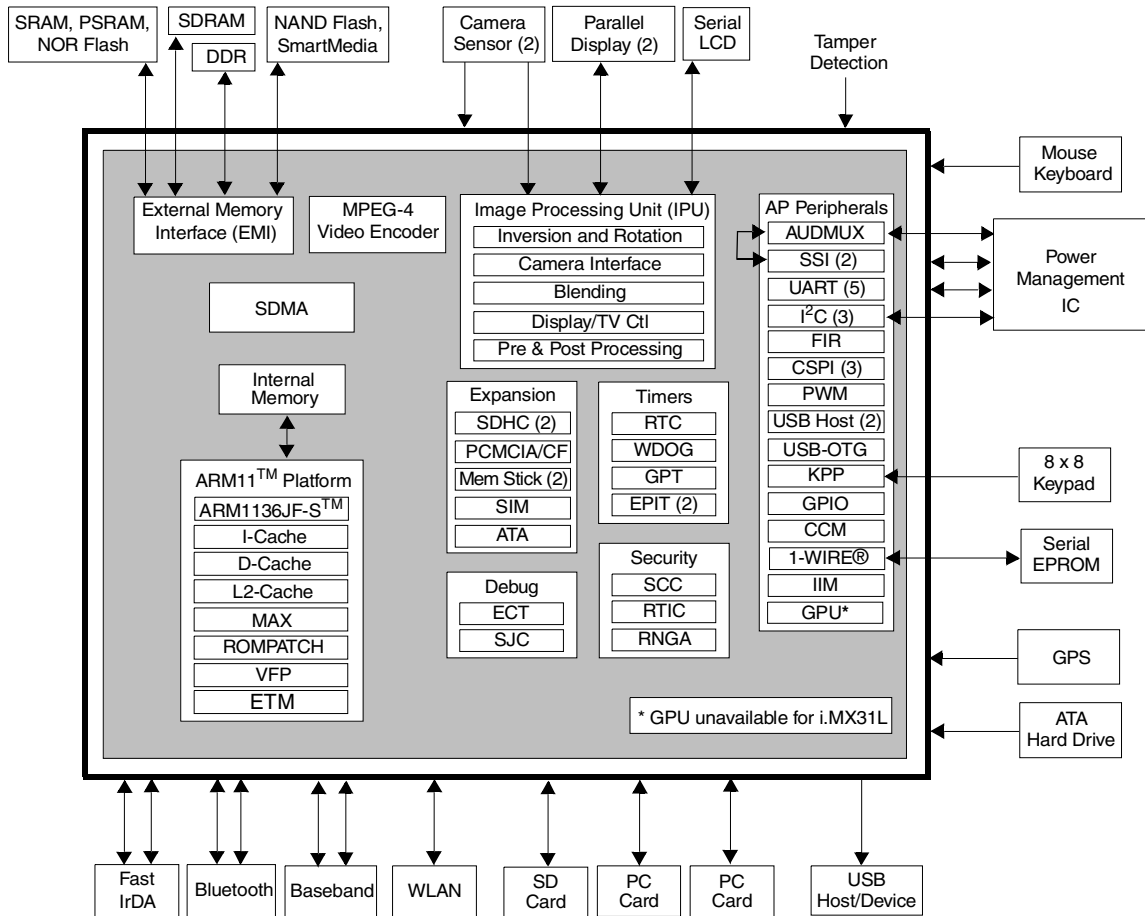 SRAM, PSRAM,
NOR Flash
SDRAM
DDR
NAND Flash,
SmartMedia
Camera
Sensor (2)
Parallel
Display (2)
Serial
LCD
Tamper
Detection
External Memory
Interface (EMI)
MPEG-4
Video Encoder
Image Processing Unit (IPU)
Inversion and Rotation
Camera Interface
Blending
Display/TV Ctl
Pre & Post Processing
AP Peripherals
AUDMUX
SSI (2)
UART (5)
I²C (3)
FIR
CSPI (3)
PWM
USB Host (2)
USB-OTG
KPP
GPIO
CCM
1-WIRE®
IIM
GPU*
Mouse
Keyboard
Power
Management
IC
8 x 8
Keypad
Serial
EPROM
GPS
ATA
Hard Drive
SDMA
Internal
Memory
ARM11™ Platform
ARM1136JF-S™
I-Cache
D-Cache
L2-Cache
MAX
ROMPATCH
VFP
ETM
Expansion
SDHC (2)
PCMCIA/CF
Mem Stick (2)
SIM
ATA
Timers
RTC
WDOG
GPT
EPIT (2)
Debug
ECT
SJC
Security
SCC
RTIC
RNGA
* GPU unavailable for i.MX31L
Fast
IrDA
Bluetooth
Baseband
WLAN
SD
Card
PC
Card
PC
Card
USB
Host/Device